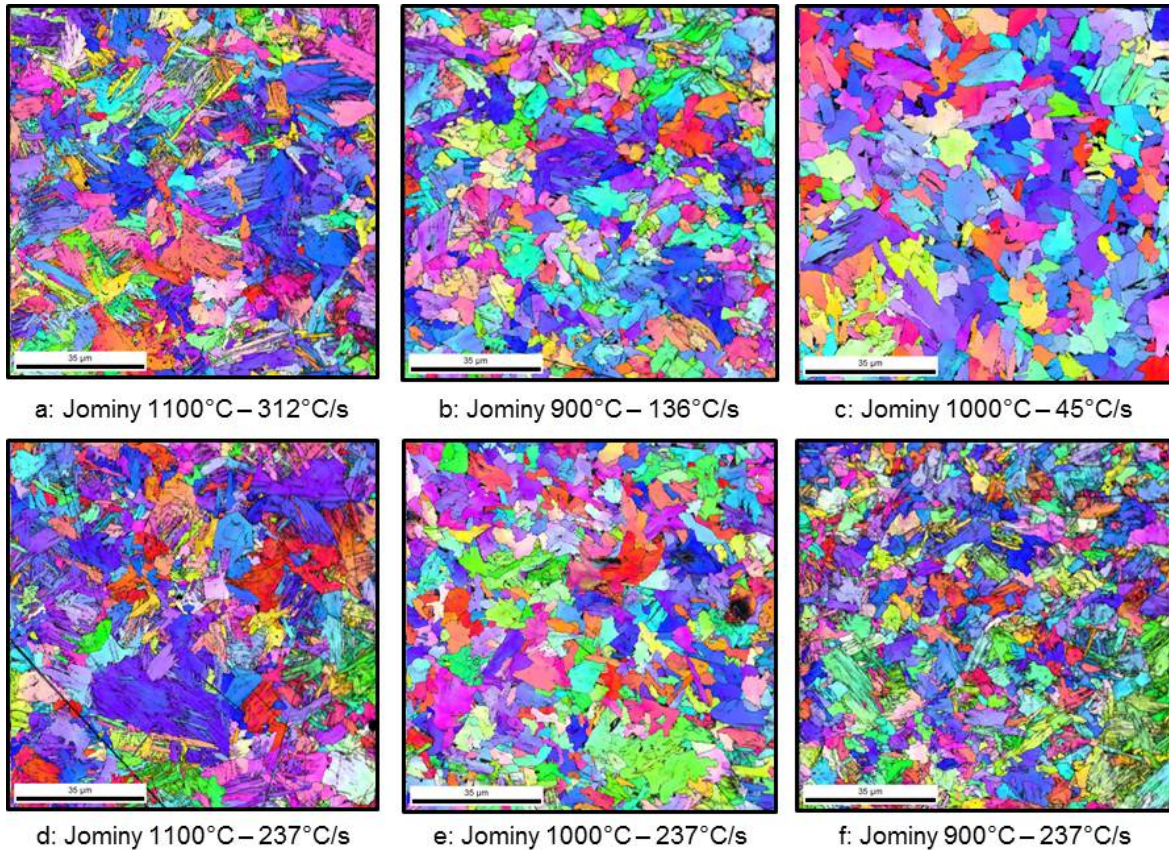 35 µm
35 µm
35 µm
a: Jominy 1100°C – 312°C/s
b: Jominy 900°C – 136°C/s
c: Jominy 1000°C – 45°C/s
35 µm
35 µm
35 µm
d: Jominy 1100°C – 237°C/s
e: Jominy 1000°C – 237°C/s
f: Jominy 900°C – 237°C/s